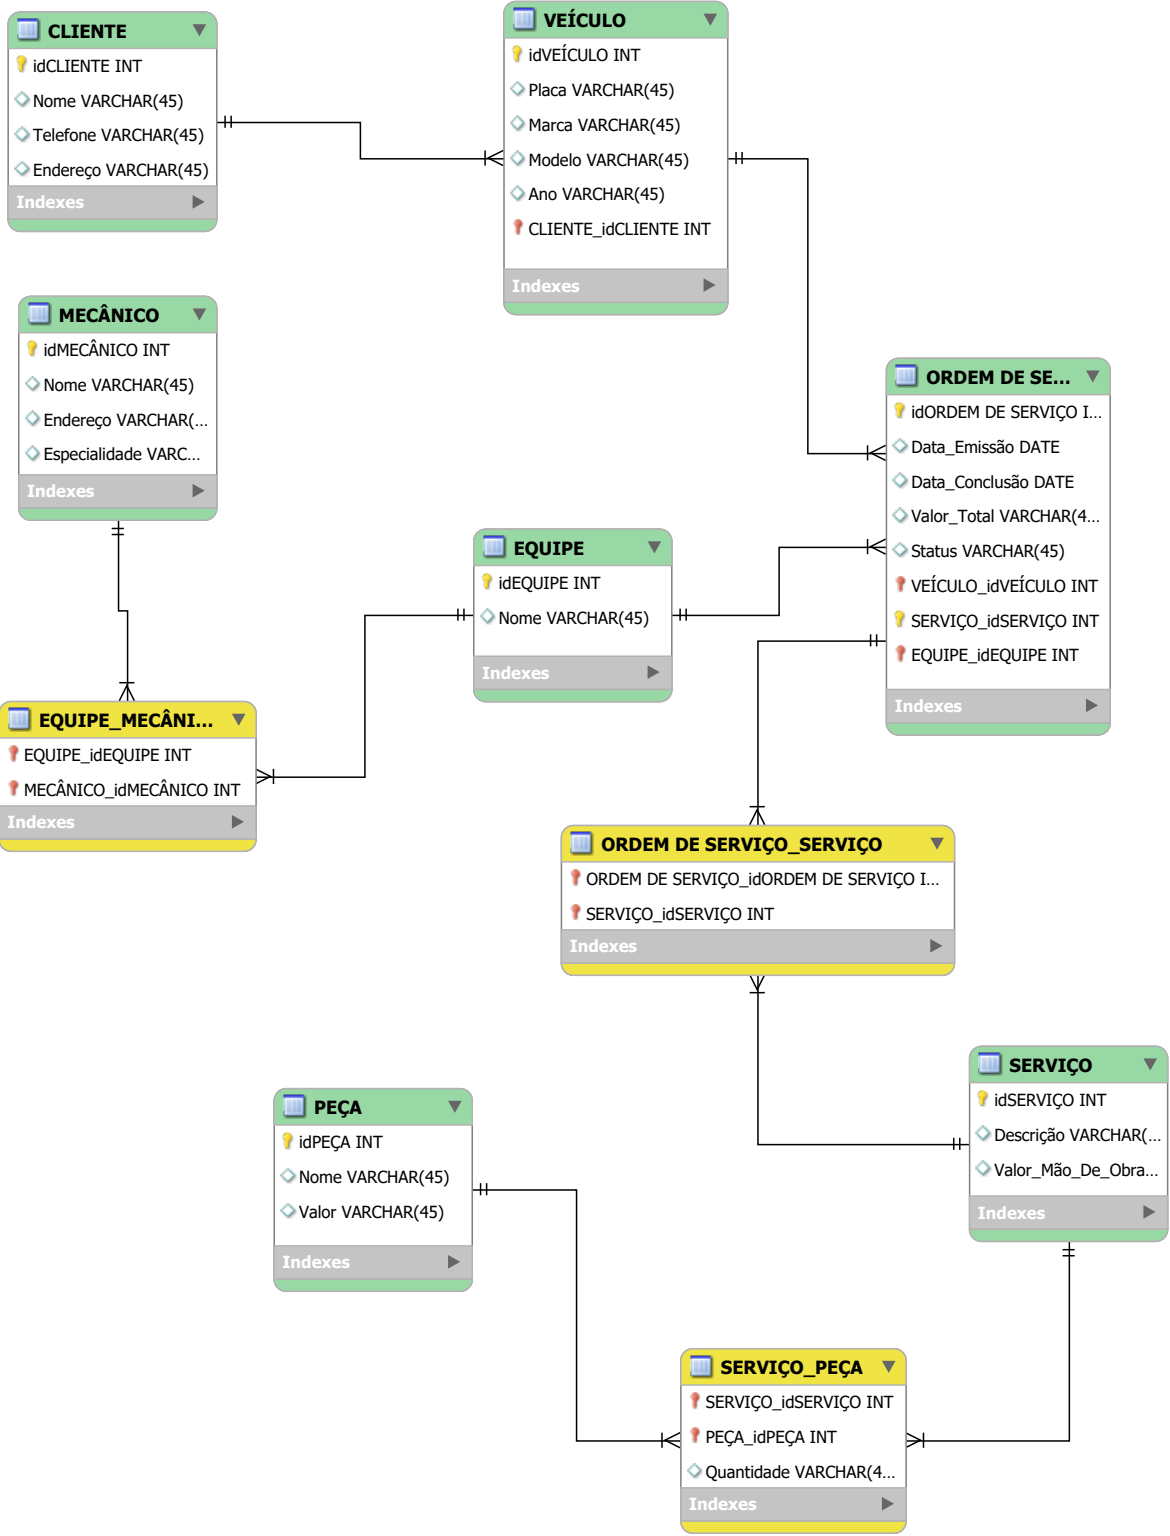 CLIENTE
idCLIENTE INT
Nome VARCHAR(45)
Telefone VARCHAR(45)
Endereço VARCHAR(45)
Indexes
VEÍCULO
idVEÍCULO INT
Placa VARCHAR(45)
Marca VARCHAR(45)
Modelo VARCHAR(45)
Ano VARCHAR(45)
CLIENTE_idCLIENTE INT
Indexes
MECÂNICO
idMECÂNICO INT
Nome VARCHAR(45)
Endereço VARCHAR(...
Especialidade VARC...
Indexes
ORDEM DE SE...
idORDEM DE SERVIÇO I...
Data_Emissão DATE
Data_Conclusão DATE
Valor_Total VARCHAR(4...
Status VARCHAR(45)
VEÍCULO_idVEÍCULO INT
SERVIÇO_idSERVIÇO INT
EQUIPE_idEQUIPE INT
Indexes
EQUIPE
idEQUIPE INT
Nome VARCHAR(45)
Indexes
EQUIPE_MECÂNI...
EQUIPE_idEQUIPE INT
MECÂNICO_idMECÂNICO INT
Indexes
ORDEM DE SERVIÇO_SERVIÇO
ORDEM DE SERVIÇO_idORDEM DE SERVIÇO I...
SERVIÇO_idSERVIÇO INT
Indexes
SERVIÇO
idSERVIÇO INT
Descrição VARCHAR(...
Valor_Mão_De_Obra...
Indexes
PEÇA
idPEÇA INT
Nome VARCHAR(45)
Valor VARCHAR(45)
Indexes
SERVIÇO_PEÇA
SERVIÇO_idSERVIÇO INT
PEÇA_idPEÇA INT
Quantidade VARCHAR(4...
Indexes